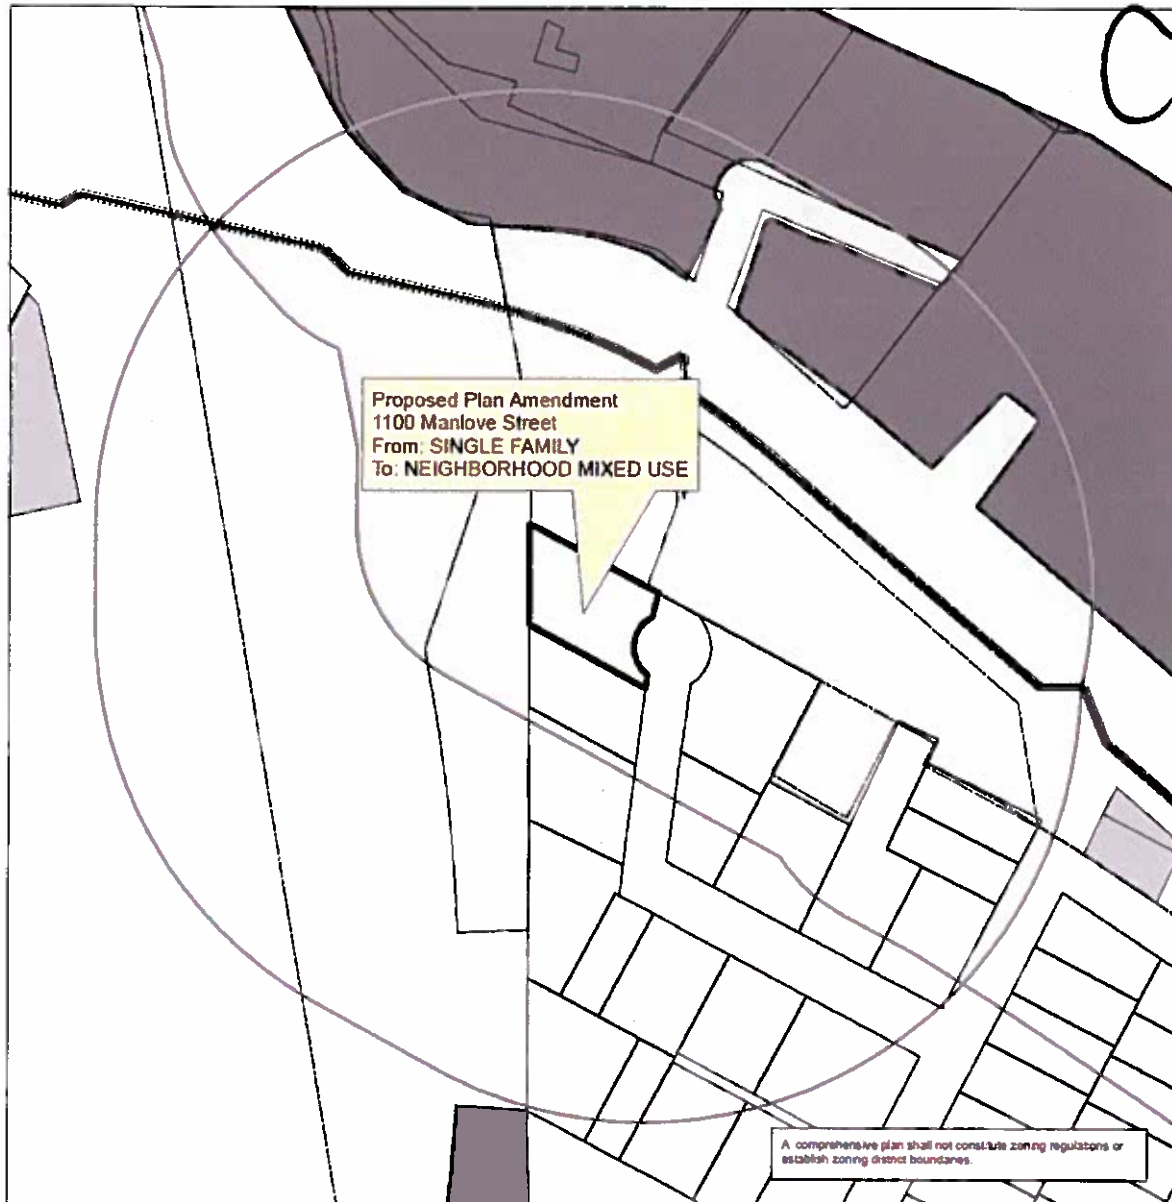 Proposed Plan Amendment
1100 Manlove Street
From: SINGLE FAMILY
To: NEIGHBORHOOD MIXED USE
A comprehensive plan shall not constitute zoning regulations or
establish zoning district boundaries.